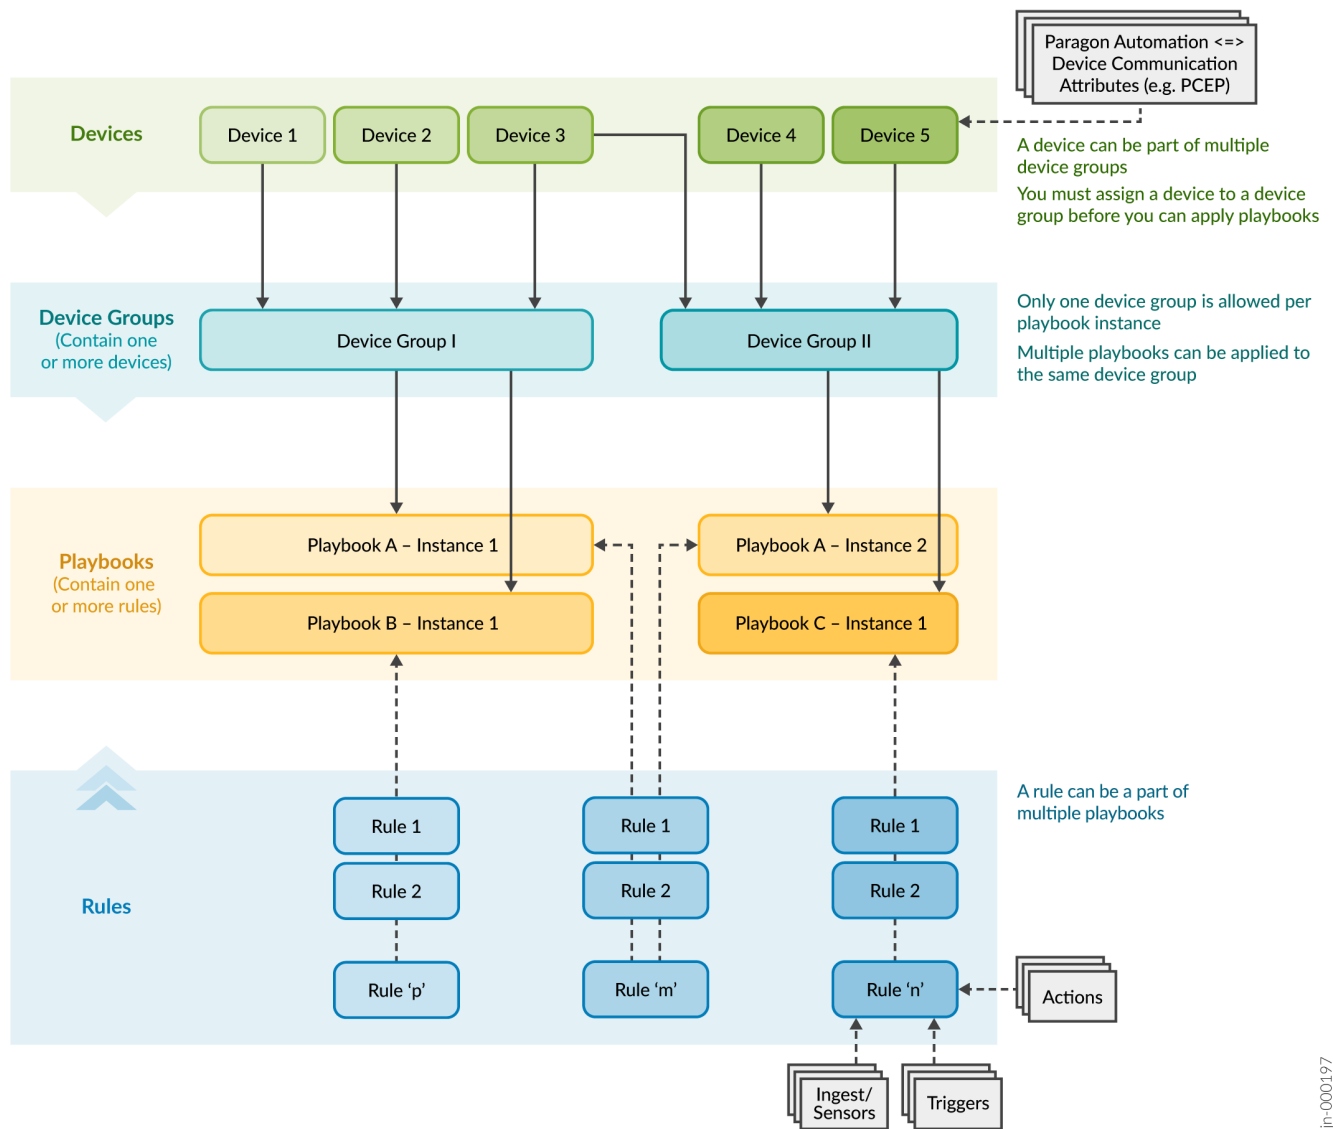 Paragon Automation <=>
Device Communication
Attributes (e.g. PCEP)
Devices
Device 1
Device 2
Device 3
Device 4
Device 5
A device can be part of multiple
device groups
You must assign a device to a device
group before you can apply playbooks
Device Groups
(Contain one
or more devices)
Device Group I
Device Group II
Only one device group is allowed per
playbook instance
Multiple playbooks can be applied to
the same device group
Playbooks
(Contain one
or more rules)
Playbook A – Instance 1
Playbook A – Instance 2
Playbook B – Instance 1
Playbook C – Instance 1
Rules
Rule 1
Rule 1
Rule 1
A rule can be a part of
multiple playbooks
Rule 2
Rule 2
Rule 2
Rule ‘p’
Rule ‘m’
Rule ‘n’
Actions
Ingest/
Sensors
Triggers
in-000197